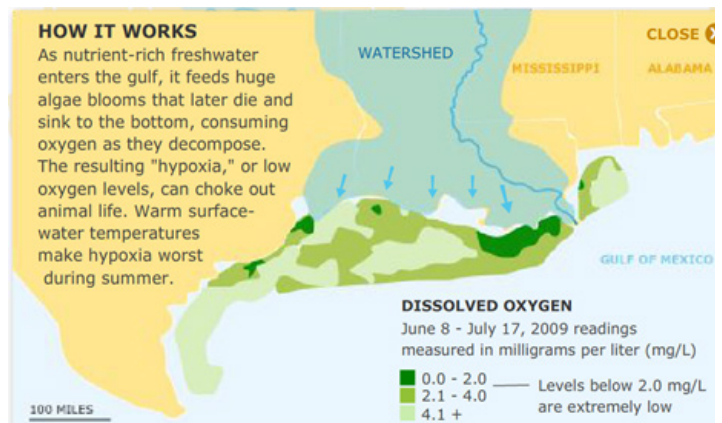 HOW IT WORKS
As nutrient-rich freshwater
enters the gulf, it feeds huge
algae blooms that later die and
sink to the bottom, consuming
oxygen as they decompose.
The resulting "hypoxia," or low
oxygen levels, can choke out
animal life. Warm surface-
water temperatures
make hypoxia worst
during summer.
WATERSHED
CLOSE X
MISSISSIPPI
ALABAMA
GULF OF MEXICO
DISSOLVED OXYGEN
June 8 - July 17, 2009 readings
measured in milligrams per liter (mg/L)
0.0 - 2.0
2.1 - 4.0
4.1 +
Levels below 2.0 mg/L
are extremely low
100 MILES